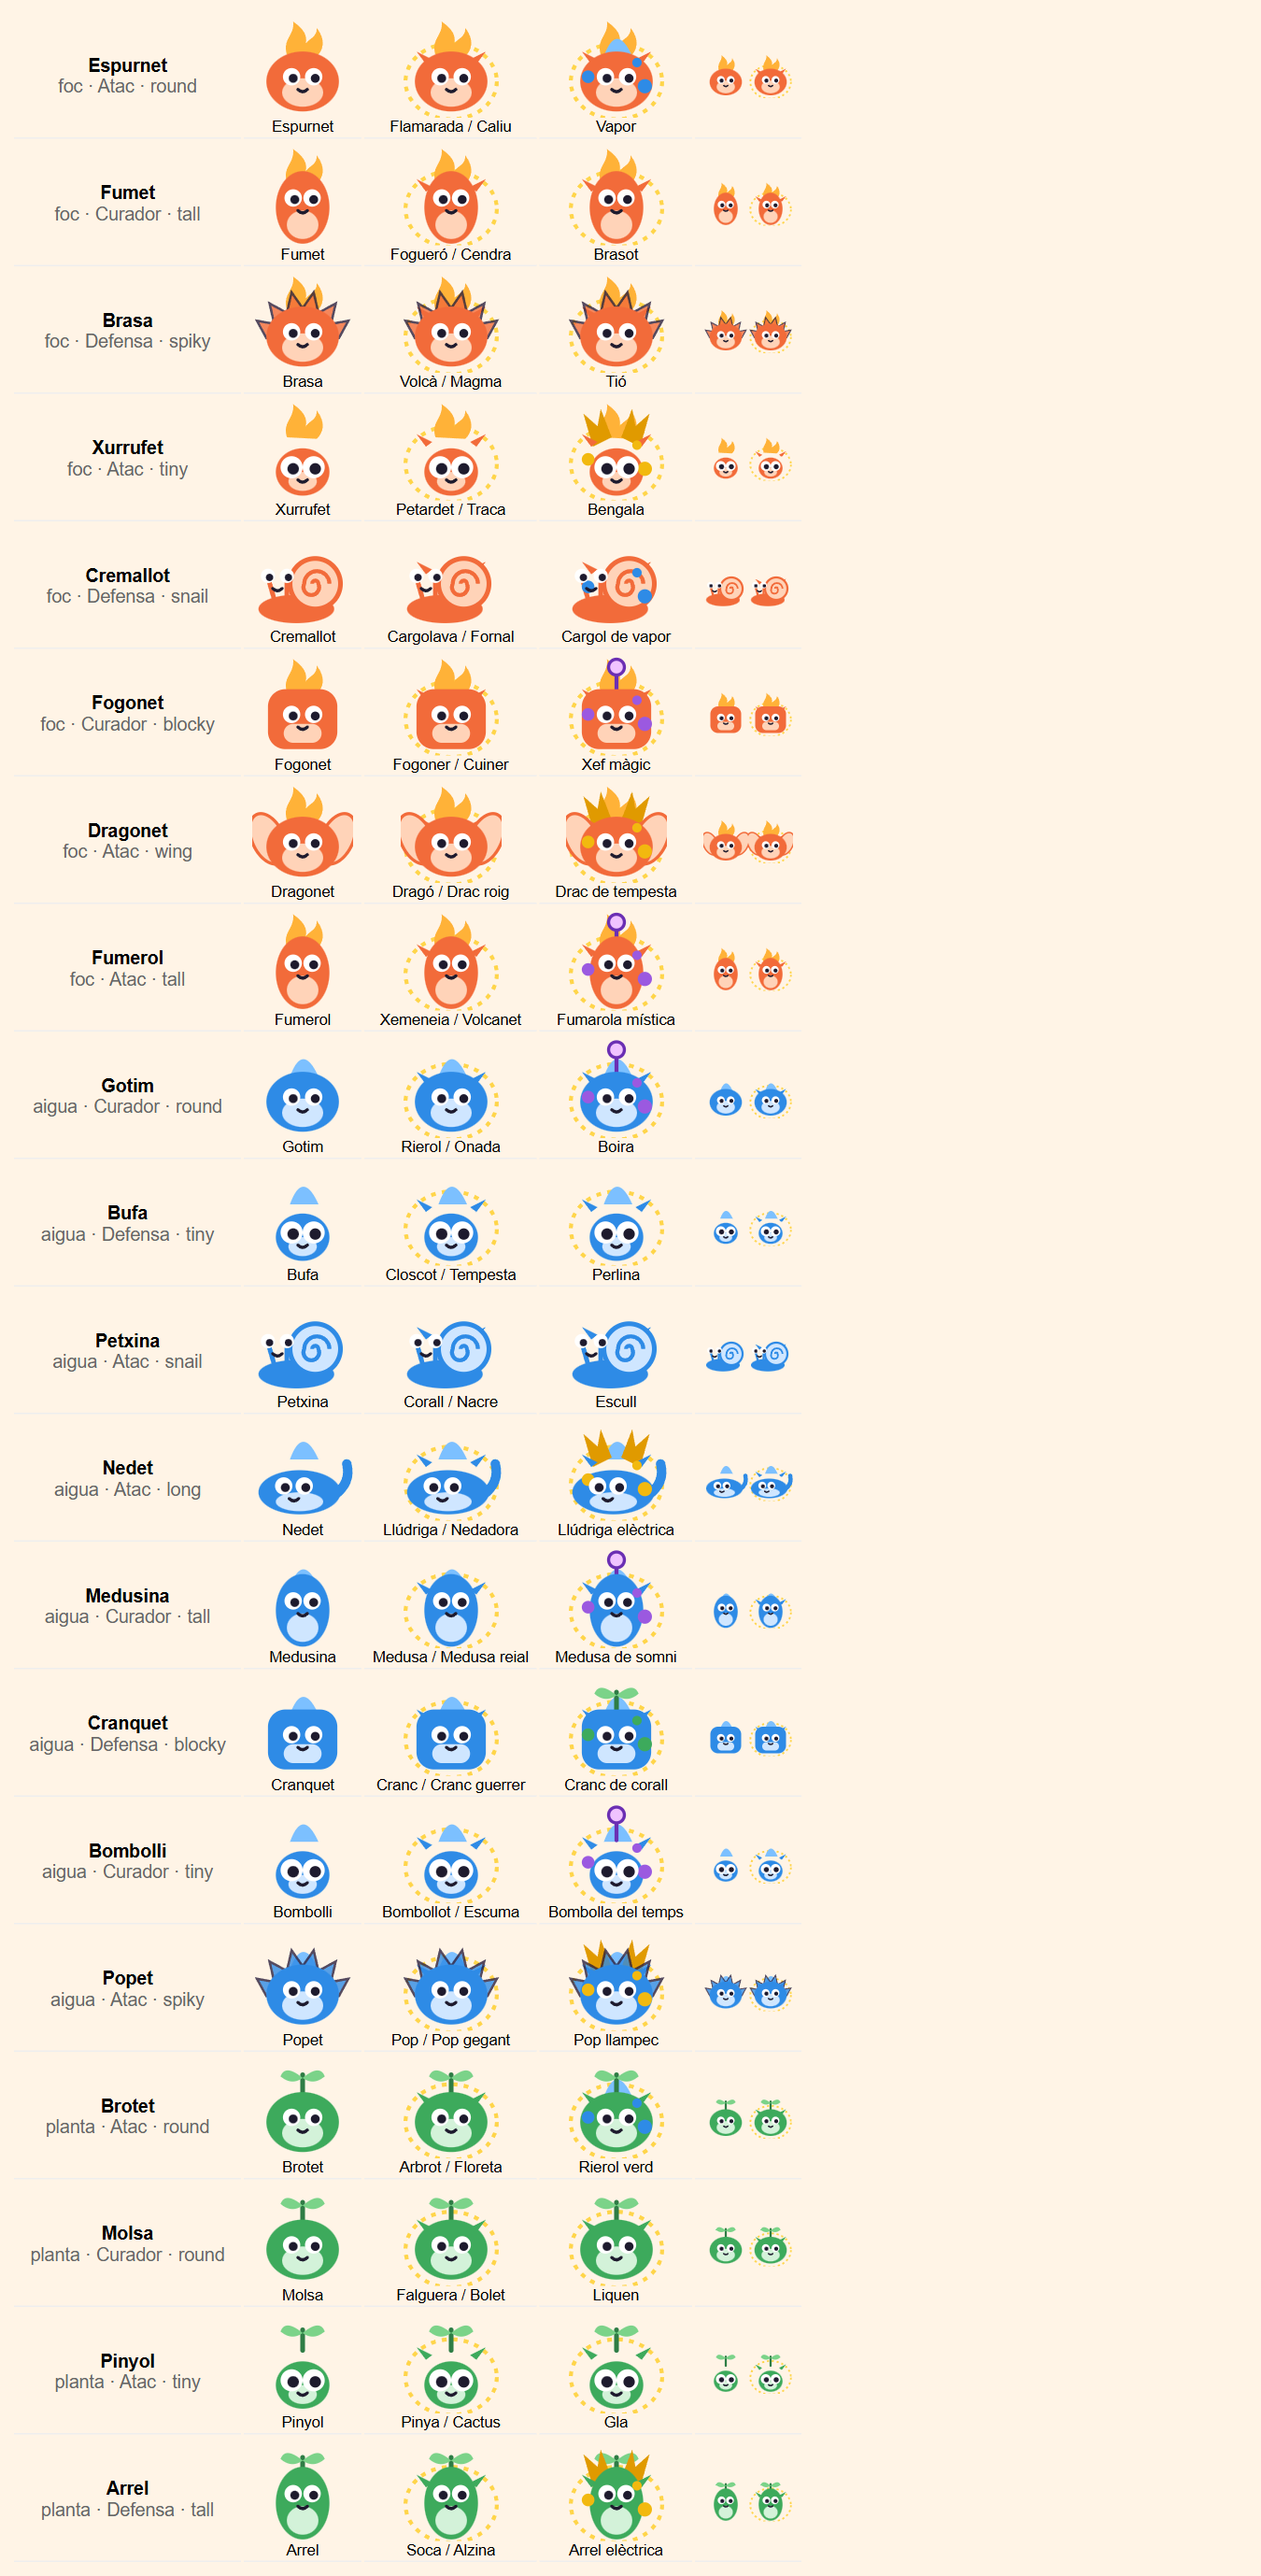 Espurnet
foc · Atac · round
Espurnet
Flamarada / Caliu
Vapor
Fumet
foc · Curador · tall
Fumet
Fogueró / Cendra
Brasot
Brasa
foc · Defensa · spiky
Brasa
Volcà / Magma
Tió
Xurrufet
foc · Atac · tiny
Xurrufet
Petardet / Traca
Bengala
Cremallot
foc · Defensa · snail
Cremallot
Cargolava / Fornal
Cargol de vapor
Fogonet
foc · Curador · blocky
Fogonet
Fogoner / Cuiner
Xef màgic
Dragonet
foc · Atac · wing
Dragonet
Dragó / Drac roig
Drac de tempesta
Fumerol
foc · Atac · tall
Fumerol
Xemeneia / Volcanet
Fumarola mística
Gotim
aigua · Curador · round
Gotim
Rierol / Onada
Boira
Bufa
aigua · Defensa · tiny
Bufa
Closcot / Tempesta
Perlina
Petxina
aigua · Atac · snail
Petxina
Corall / Nacre
Escull
Nedet
aigua · Atac · long
Nedet
Llúdriga / Nedadora
Llúdriga elèctrica
Medusina
aigua · Curador · tall
Medusina
Medusa / Medusa reial
Medusa de somni
Cranquet
aigua · Defensa · blocky
Cranquet
Cranc / Cranc guerrer
Cranc de corall
Bombolli
aigua · Curador · tiny
Bombolli
Bombollot / Escuma
Bombolla del temps
Popet
aigua · Atac · spiky
Popet
Pop / Pop gegant
Pop llampec
Brotet
planta · Atac · round
Brotet
Arbrot / Floreta
Rierol verd
Molsa
planta · Curador · round
Molsa
Falguera / Bolet
Liquen
Pinyol
planta · Atac · tiny
Pinyol
Pinya / Cactus
Gla
Arrel
planta · Defensa · tall
Arrel
Soca / Alzina
Arrel elèctrica